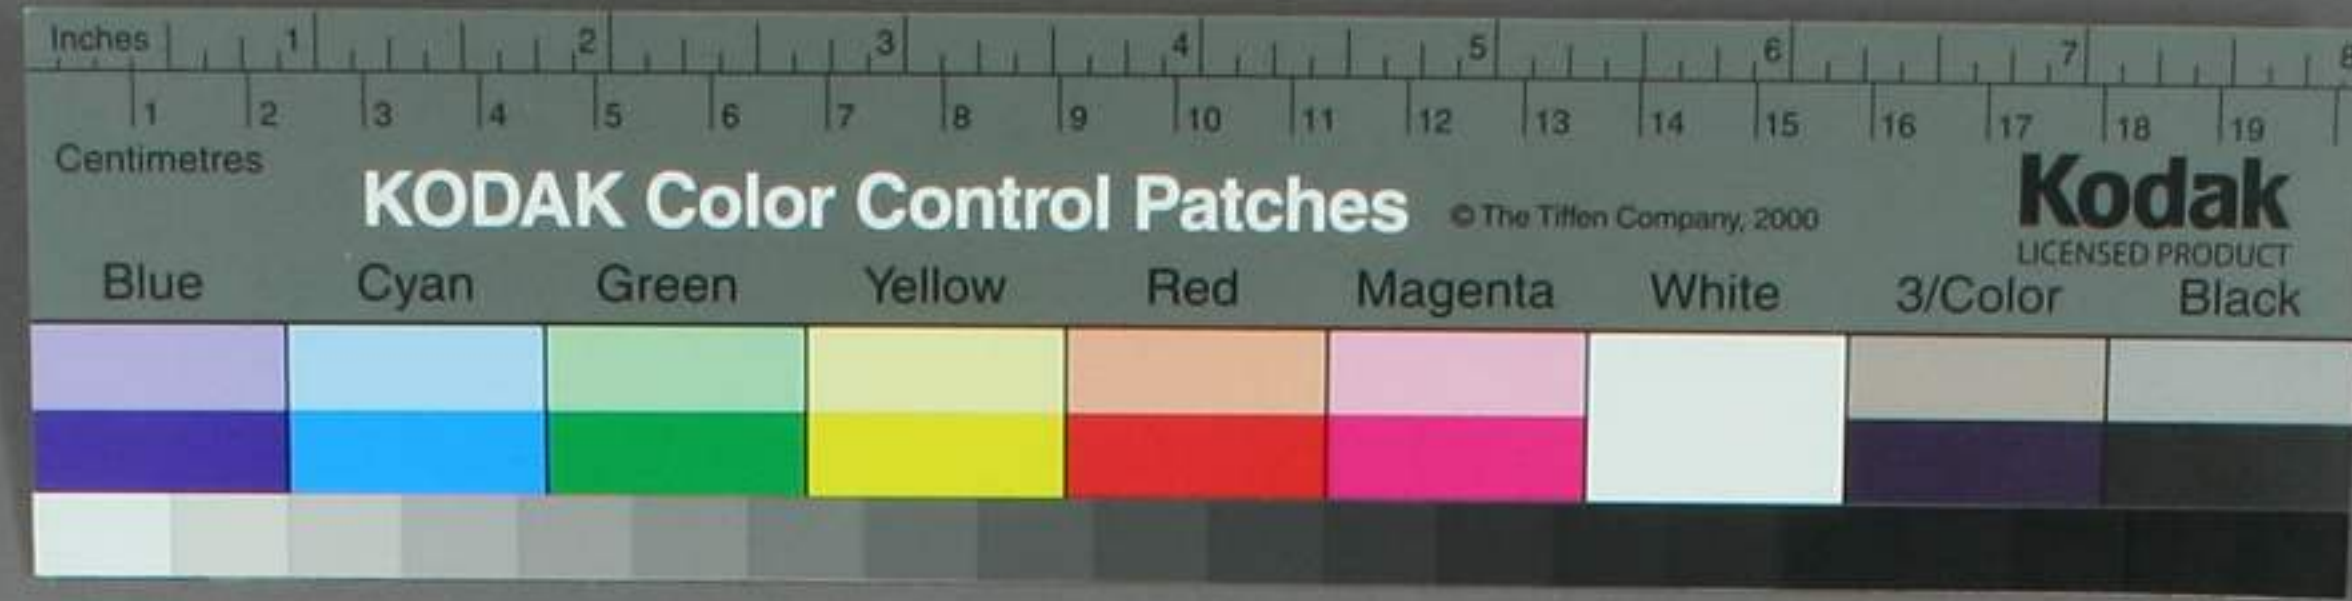 Inches 1 2 3 4 5 6 7 8
1 2 3 4 5 6 7 8 9 10 11 12 13 14 15 16 17 18 19
Centimetres
KODAK Color Control Patches © The Tiffen Company, 2000
Kodak
LICENSED PRODUCT
Blue Cyan Green Yellow Red Magenta White 3/Color Black